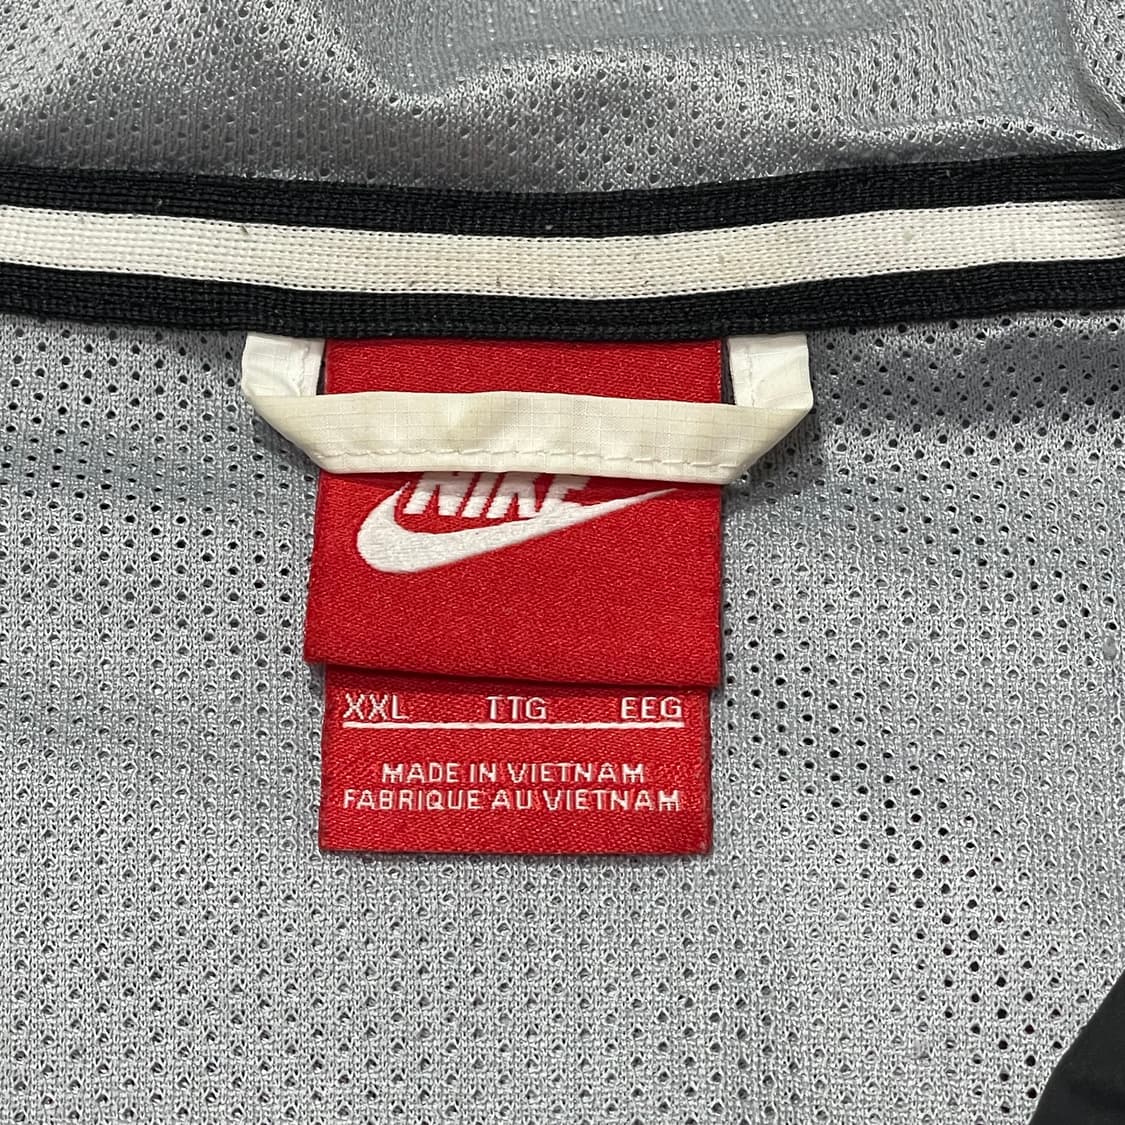 NIKE
XXL TTG EEG
MADE IN VIETNAM
FABRIQUE AU VIETNAM